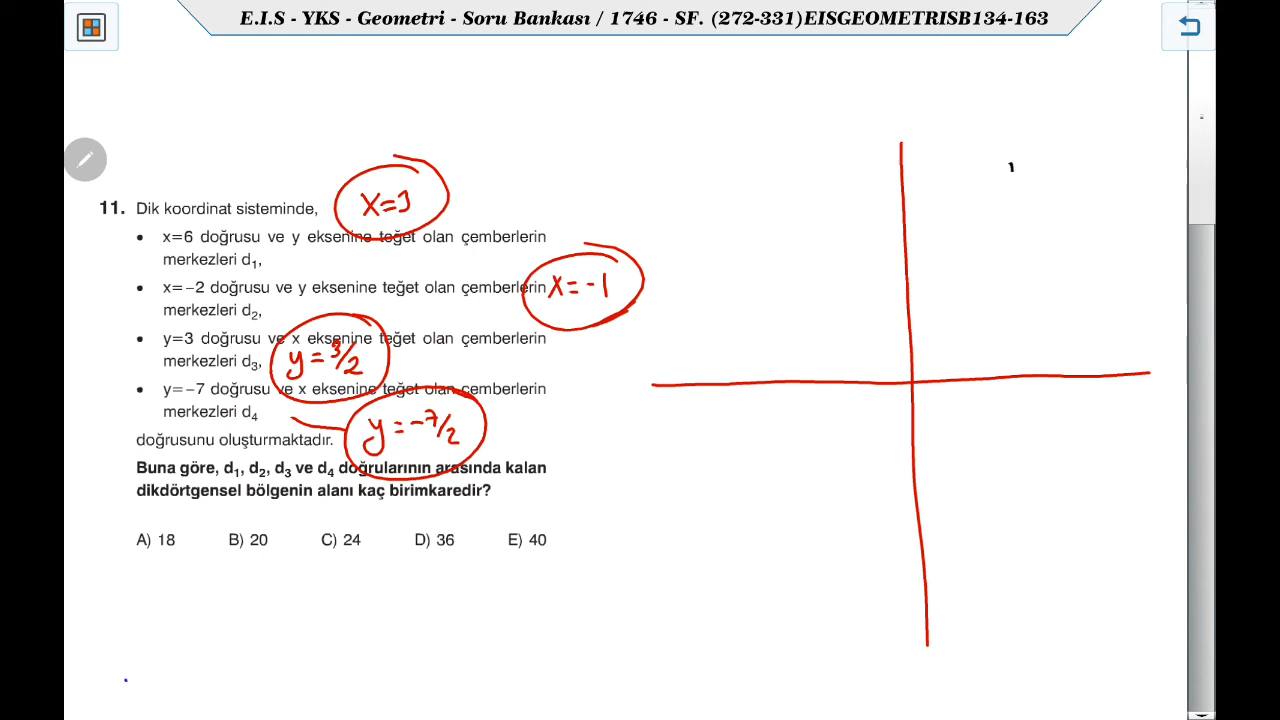 E.I.S - YKS - Geometri - Soru Bankası / 1746 - SF. (272-331)EISGEOMETRISB134-163
11. Dik koordinat sisteminde,
x=3
• x=6 doğrusu ve y eksenine teğet olan çemberlerin
merkezleri d1,
• x=−2 doğrusu ve y eksenine teğet olan çemberlerin
x=-1
merkezleri d2,
• y=3 doğrusu ve x eksenine teğet olan çemberlerin
merkezleri d3,
y=3/2
• y=−7 doğrusu ve x eksenine teğet olan çemberlerin
merkezleri d4
y=-7/2
doğrusunu oluşturmaktadır.
Buna göre, d1, d2, d3 ve d4 doğrularının arasında kalan
dikdörtgensel bölgenin alanı kaç birimkaredir?
A) 18 B) 20 C) 24 D) 36 E) 40